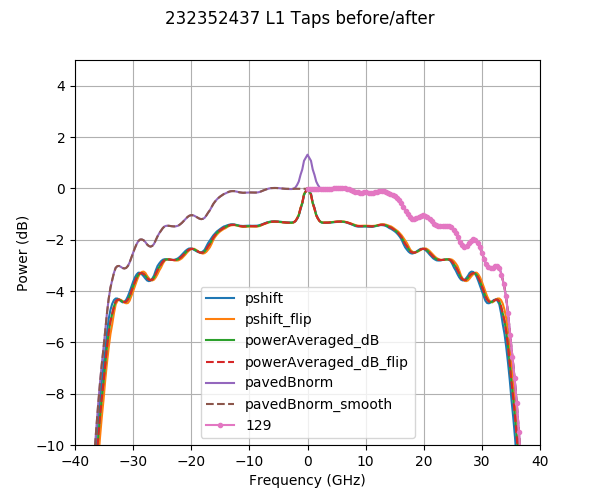 232352437 L1 Taps before/after
4
2
0
−2
−4
−6
−8
−10
Power (dB)
pshift
pshift_flip
powerAveraged_dB
powerAveraged_dB_flip
pavedBnorm
pavedBnorm_smooth
129
−40 −30 −20 −10 0 10 20 30 40
Frequency (GHz)